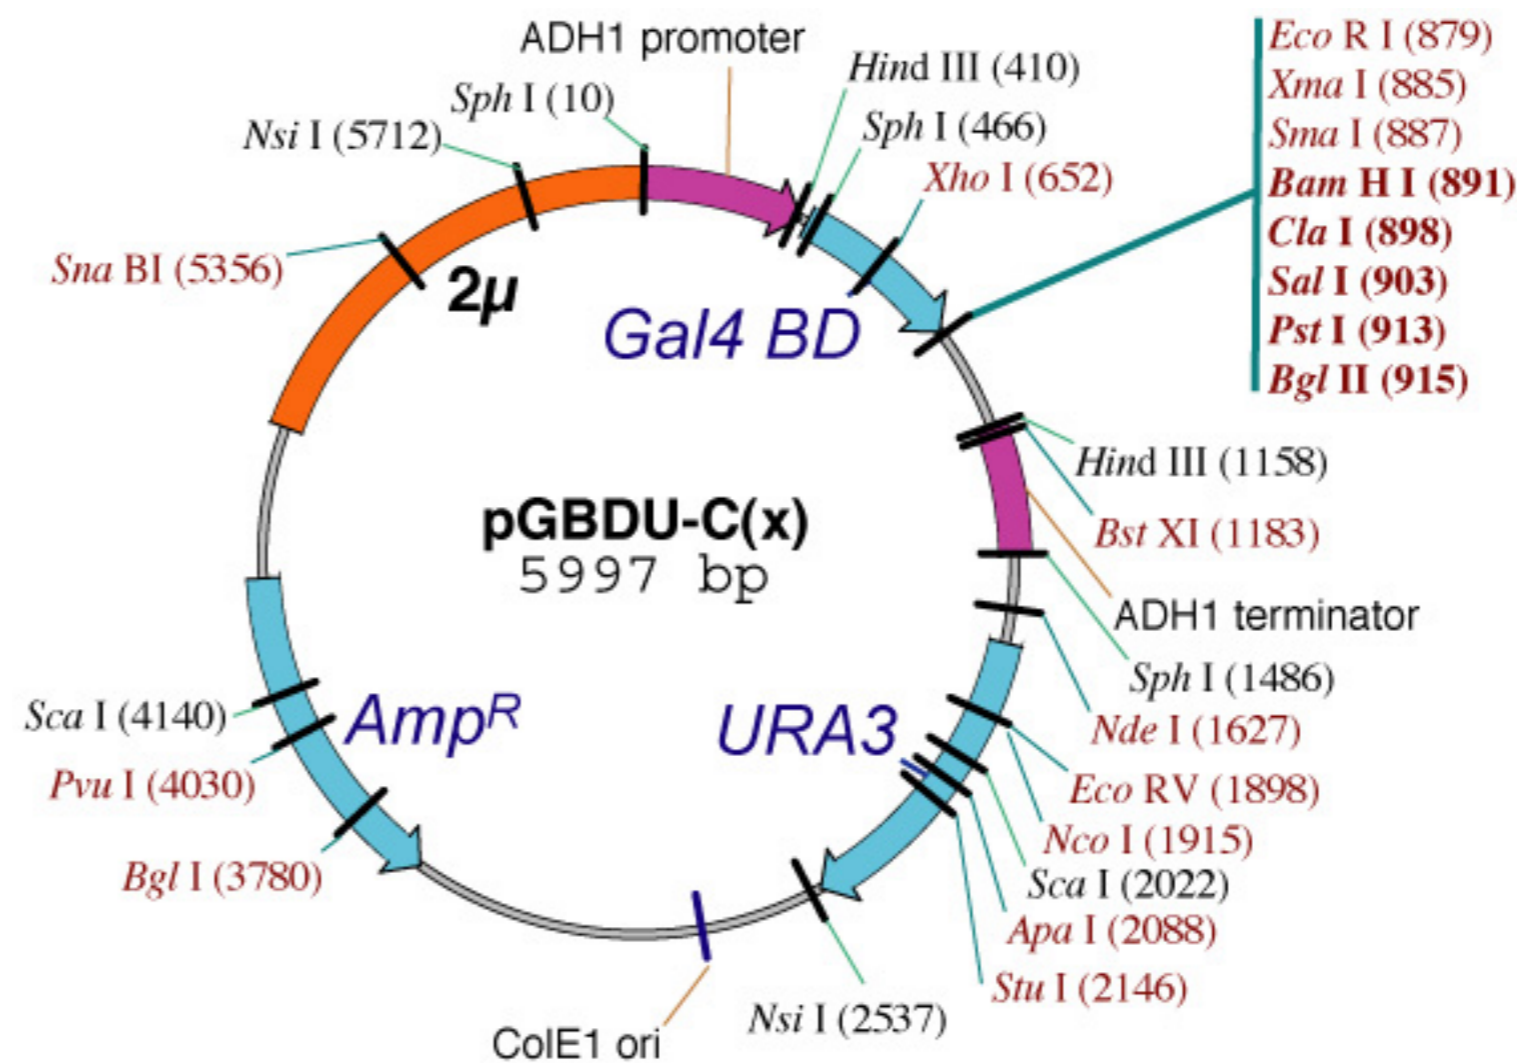 ADH1 promoter
Hind III (410)
Sph I (10)
Sph I (466)
Nsi I (5712)
Xho I (652)
Eco R I (879)
Xma I (885)
Sma I (887)
Bam H I (891)
Cla I (898)
Sal I (903)
Pst I (913)
Bgl II (915)
Sna BI (5356)
2µ
Gal4 BD
Hind III (1158)
Bst XI (1183)
pGBDU-C(x)
5997 bp
ADH1 terminator
Sph I (1486)
Nde I (1627)
Sca I (4140)
AmpR
URA3
Pvu I (4030)
Eco RV (1898)
Nco I (1915)
Bgl I (3780)
Sca I (2022)
Apa I (2088)
Stu I (2146)
Nsi I (2537)
ColE1 ori